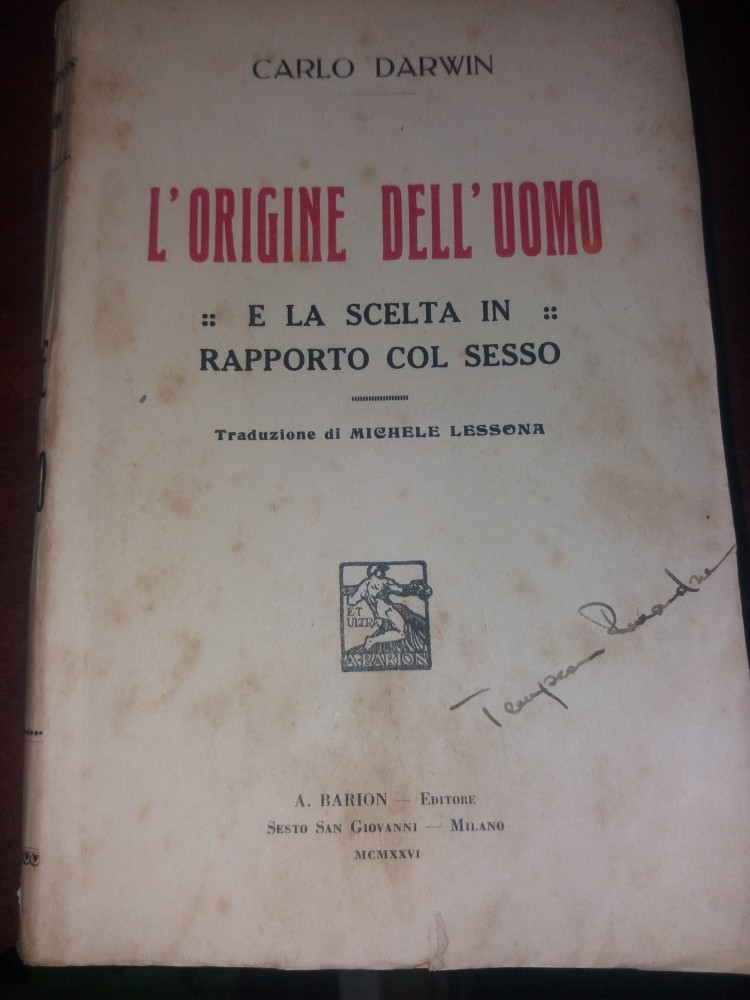 CARLO DARWIN
L'ORIGINE DELL'UOMO
:: E LA SCELTA IN ::
RAPPORTO COL SESSO
Traduzione di MICHELE LESSONA
ET
ULTRA
A. BARION
A. BARION — EDITORE
SESTO SAN GIOVANNI — MILANO
MCMXXVI